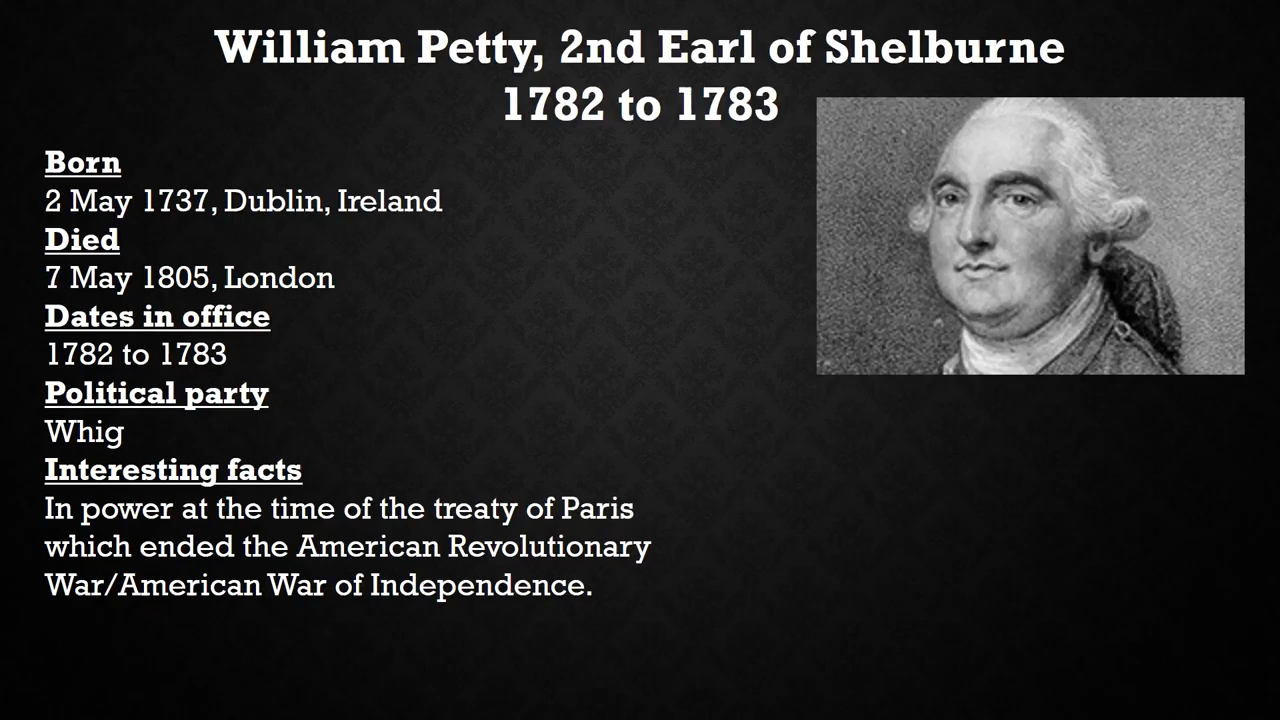 William Petty, 2nd Earl of Shelburne
1782 to 1783
Born
2 May 1737, Dublin, Ireland
Died
7 May 1805, London
Dates in office
1782 to 1783
Political party
Whig
Interesting facts
In power at the time of the treaty of Paris
which ended the American Revolutionary
War/American War of Independence.